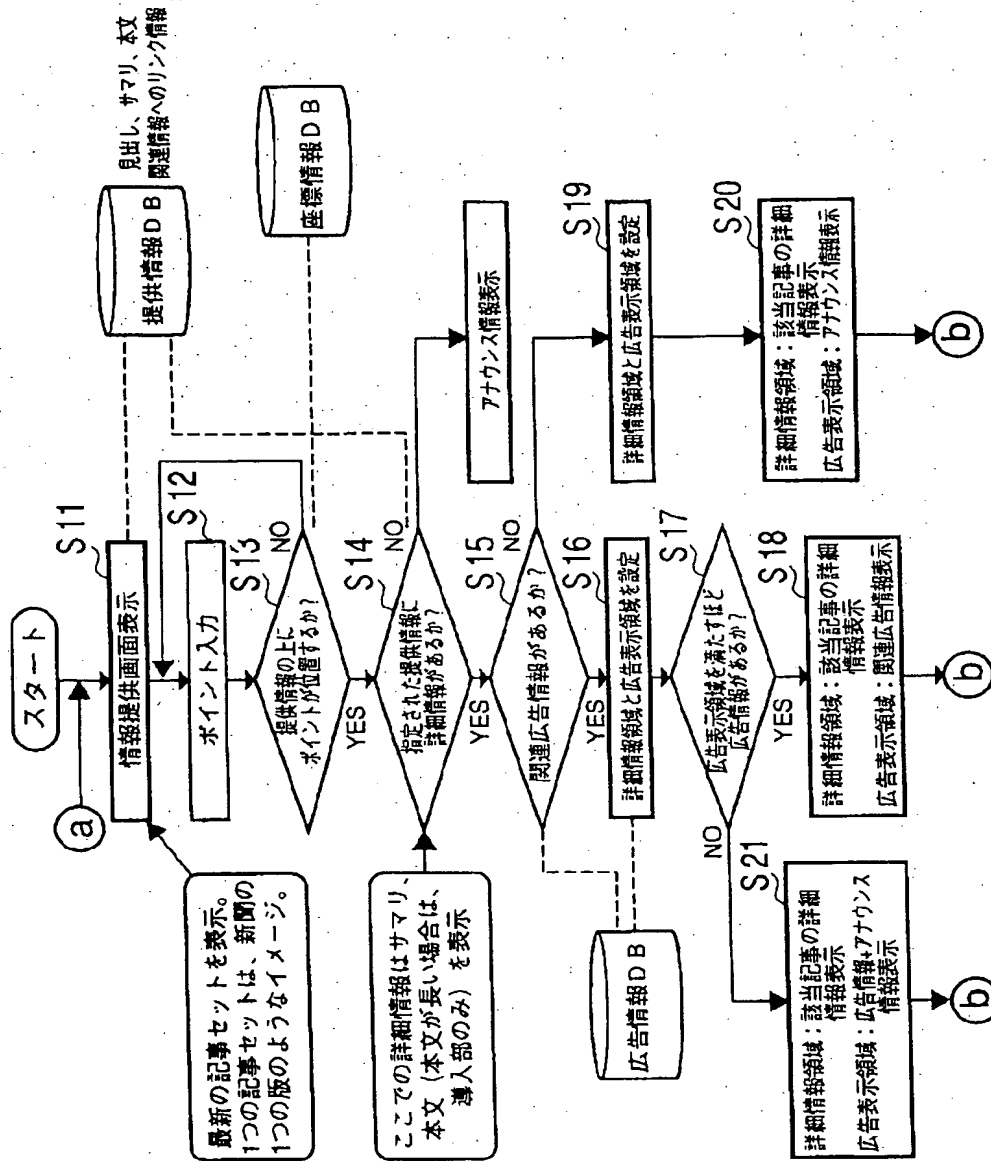 スタート
a
S11
情報提供画面表示
提供情報DB
見出し、サマリ、本文
関連情報へのリンク情報
最新の記事セットを表示。
1つの記事セットは、新聞の
1つの版のようなイメージ。
S12
ポイント入力
座標情報DB
S13
提供情報の上に
ポイントが位置するか?
NO
YES
S14
指定された提供情報に
詳細情報があるか?
NO
YES
ここでの詳細情報はサマリ、
本文(本文が長い場合は、
導入部のみ)を表示
アナウンス情報表示
S15
関連広告情報があるか?
NO
YES
広告情報DB
S16
詳細情報領域と広告表示領域を設定
S19
詳細情報領域と広告表示領域を設定
S17
広告表示領域を満たすほど
広告情報があるか?
NO
YES
S21
詳細情報領域:該当記事の詳細
情報表示
広告表示領域:広告情報+アナウンス
情報表示
b
S18
詳細情報領域:該当記事の詳細
情報表示
広告表示領域:関連広告情報表示
b
S20
詳細情報領域:該当記事の詳細
情報表示
広告表示領域:アナウンス情報表示
b